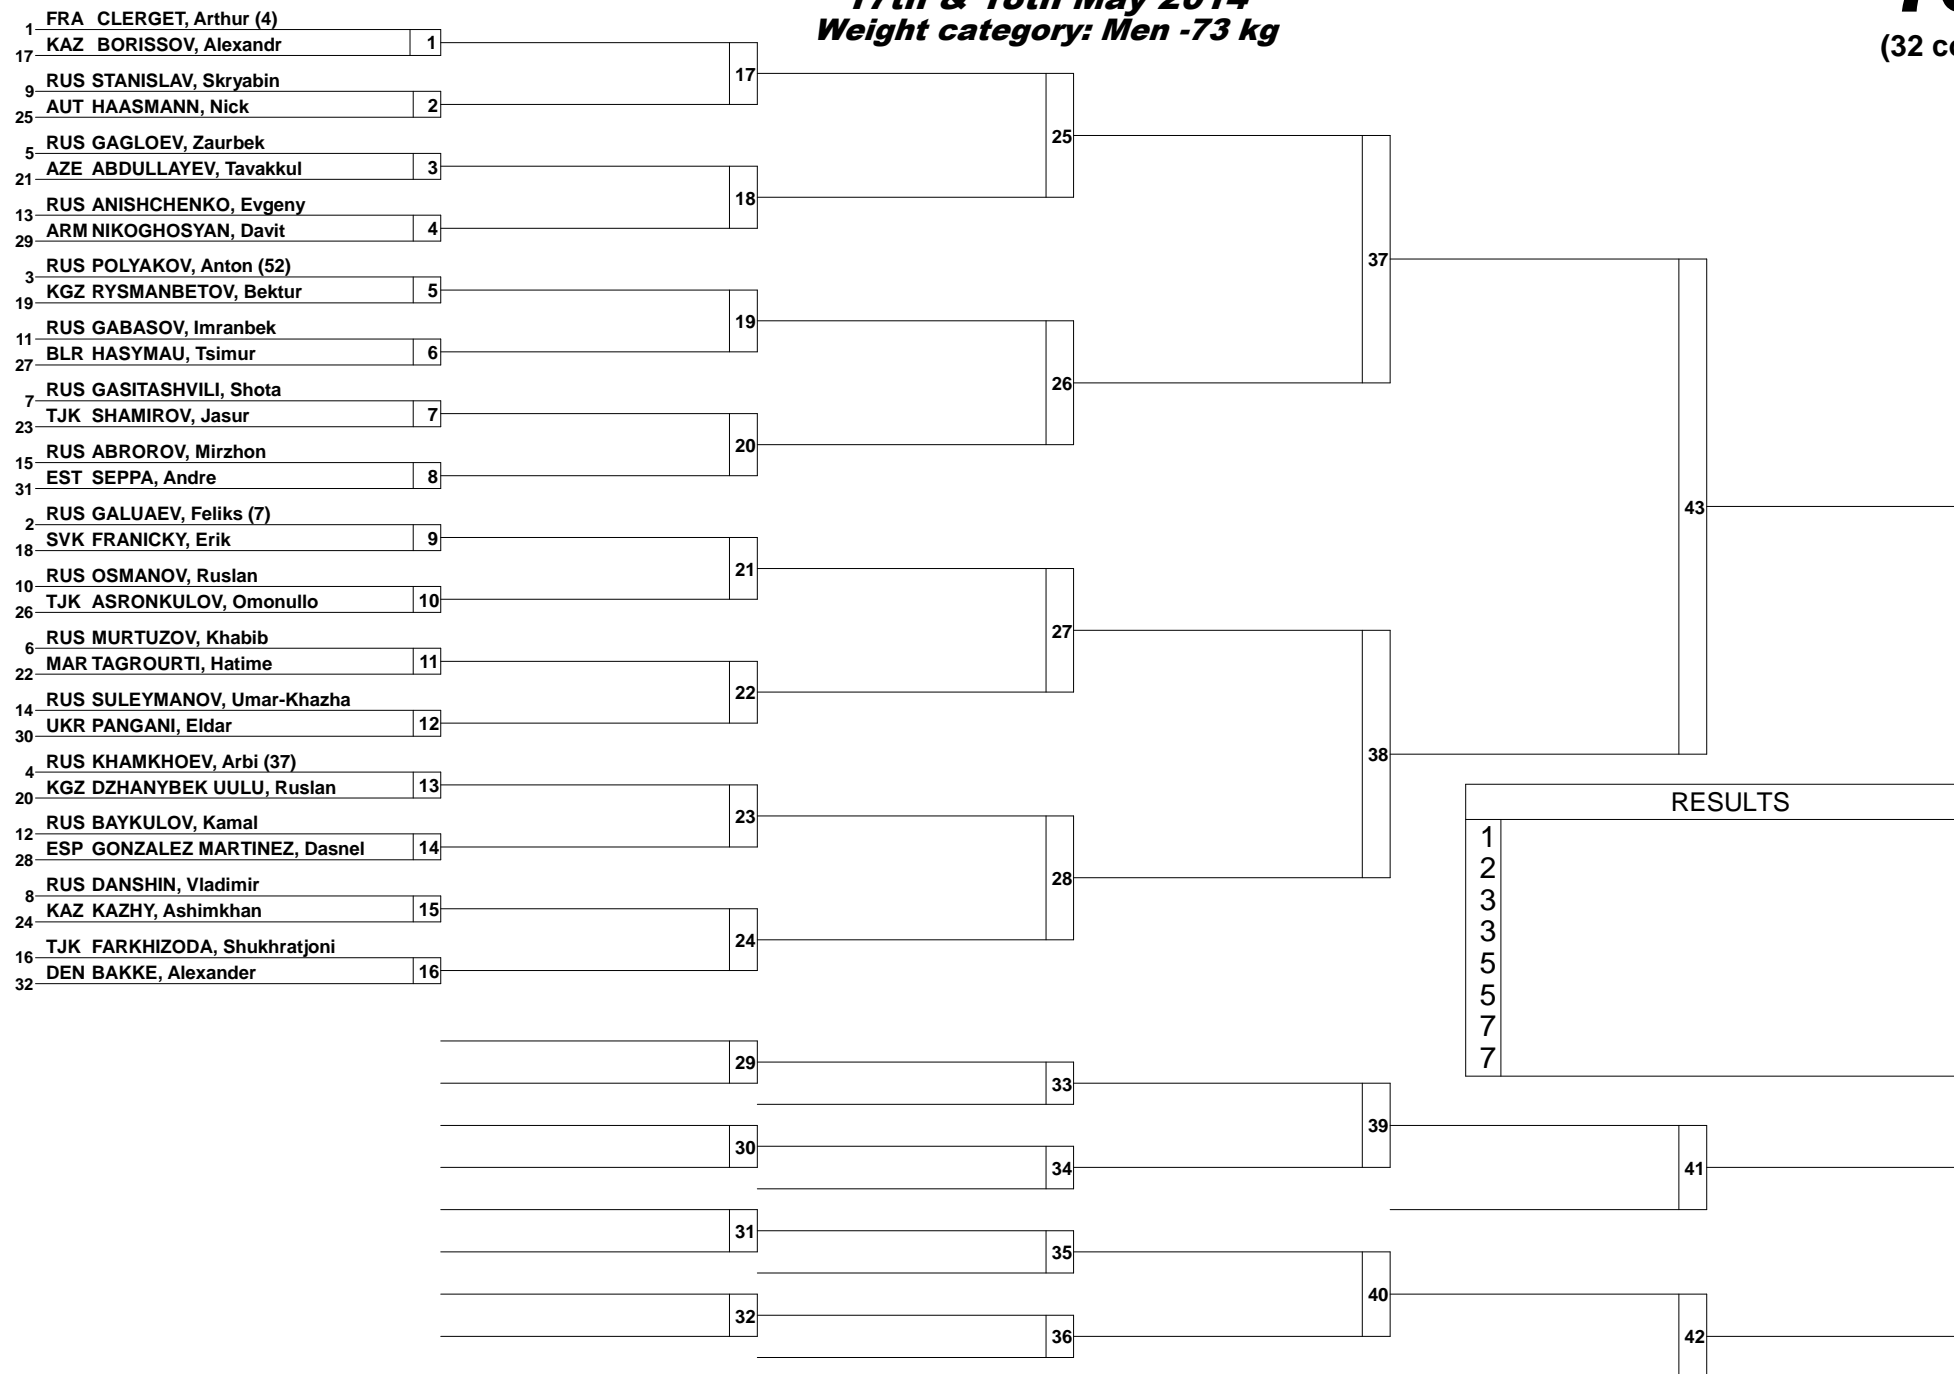 17th & 18th May 2014
Weight category: Men -73 kg
(32 co
1 FRA CLERGET, Arthur (4)
17 KAZ BORISSOV, Alexandr 1
9 RUS STANISLAV, Skryabin
25 AUT HAASMANN, Nick 2
5 RUS GAGLOEV, Zaurbek
21 AZE ABDULLAYEV, Tavakkul 3
13 RUS ANISHCHENKO, Evgeny
29 ARM NIKOGHOSYAN, Davit 4
3 RUS POLYAKOV, Anton (52)
19 KGZ RYSMANBETOV, Bektur 5
11 RUS GABASOV, Imranbek
27 BLR HASYMAU, Tsimur 6
7 RUS GASITASHVILI, Shota
23 TJK SHAMIROV, Jasur 7
15 RUS ABROROV, Mirzhon
31 EST SEPPA, Andre 8
2 RUS GALUAEV, Feliks (7)
18 SVK FRANICKY, Erik 9
10 RUS OSMANOV, Ruslan
26 TJK ASRONKULOV, Omonullo 10
6 RUS MURTUZOV, Khabib
22 MAR TAGROURTI, Hatime 11
14 RUS SULEYMANOV, Umar-Khazha
30 UKR PANGANI, Eldar 12
4 RUS KHAMKHOEV, Arbi (37)
20 KGZ DZHANYBEK UULU, Ruslan 13
12 RUS BAYKULOV, Kamal
28 ESP GONZALEZ MARTINEZ, Dasnel 14
8 RUS DANSHIN, Vladimir
24 KAZ KAZHY, Ashimkhan 15
16 TJK FARKHIZODA, Shukhratjoni
32 DEN BAKKE, Alexander 16
17
18
19
20
21
22
23
24
25
26
27
28
37
38
43
RESULTS
1
2
3
3
5
5
7
7
29
30
31
32
33
34
35
36
39
40
41
42